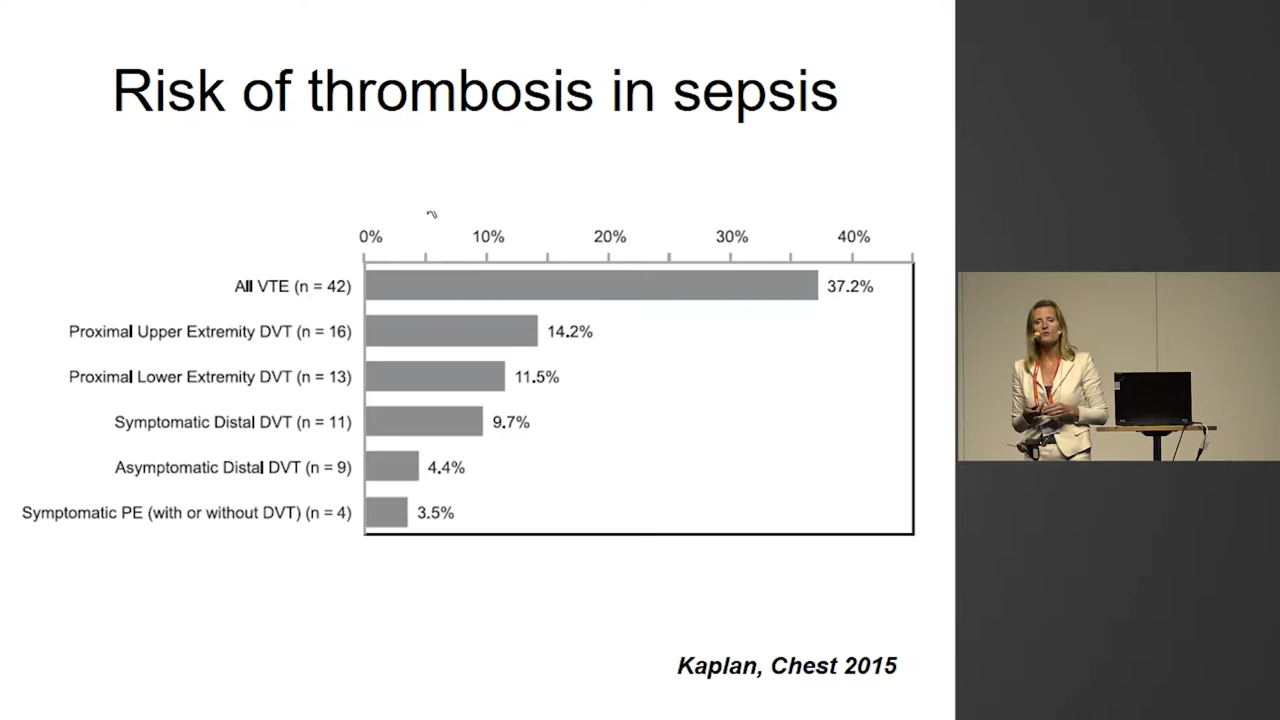 Risk of thrombosis in sepsis
0% 10% 20% 30% 40%
All VTE (n = 42) 37.2%
Proximal Upper Extremity DVT (n = 16) 14.2%
Proximal Lower Extremity DVT (n = 13) 11.5%
Symptomatic Distal DVT (n = 11) 9.7%
Asymptomatic Distal DVT (n = 9) 4.4%
Symptomatic PE (with or without DVT) (n = 4) 3.5%
Kaplan, Chest 2015